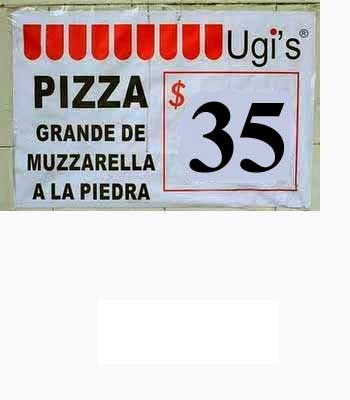 Ugi's®
PIZZA
GRANDE DE
MUZZARELLA
A LA PIEDRA
$ 35